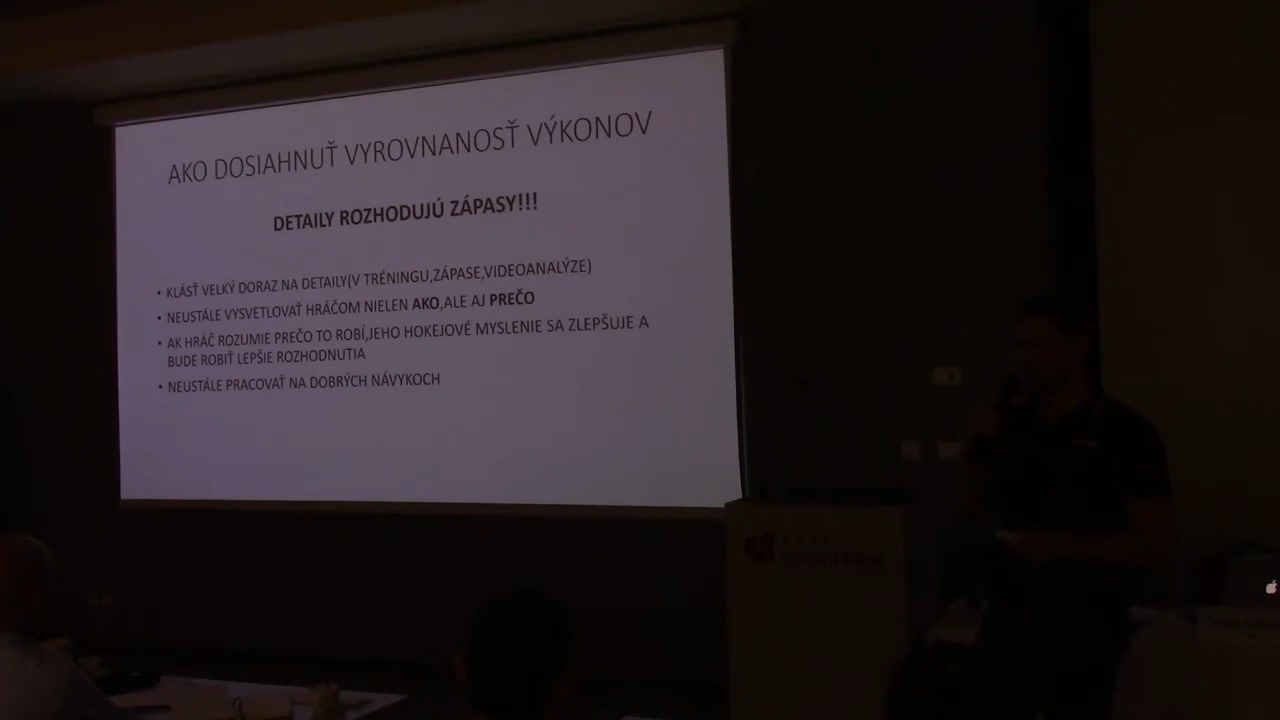 AKO DOSIAHNUŤ VYROVNANOSŤ VÝKONOV
DETAILY ROZHODUJÚ ZÁPASY!!!
• KLÁSŤ VELKÝ DORAZ NA DETAILY(V TRÉNINGU,ZÁPASE,VIDEOANALÝZE)
• NEUSTÁLE VYSVETLOVAŤ HRÁČOM NIELEN AKO,ALE AJ PREČO
• AK HRÁČ ROZUMIE PREČO TO ROBÍ,JEHO HOKEJOVÉ MYSLENIE SA ZLEPŠUJE A
BUDE ROBIŤ LEPŠIE ROZHODNUTIA
• NEUSTÁLE PRACOVAŤ NA DOBRÝCH NÁVYKOCH